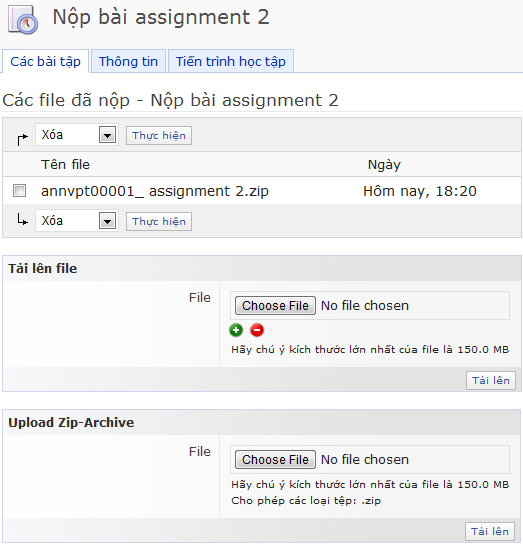 Nộp bài assignment 2
Các bài tập Thông tin Tiến trình học tập
Các file đã nộp - Nộp bài assignment 2
Xóa Thực hiện
Tên file Ngày
annvpt00001_ assignment 2.zip Hôm nay, 18:20
Xóa Thực hiện
Tải lên file
File Choose File No file chosen
Hãy chú ý kích thước lớn nhất của file là 150.0 MB
Tải lên
Upload Zip-Archive
File Choose File No file chosen
Hãy chú ý kích thước lớn nhất của file là 150.0 MB
Cho phép các loại tệp: .zip
Tải lên